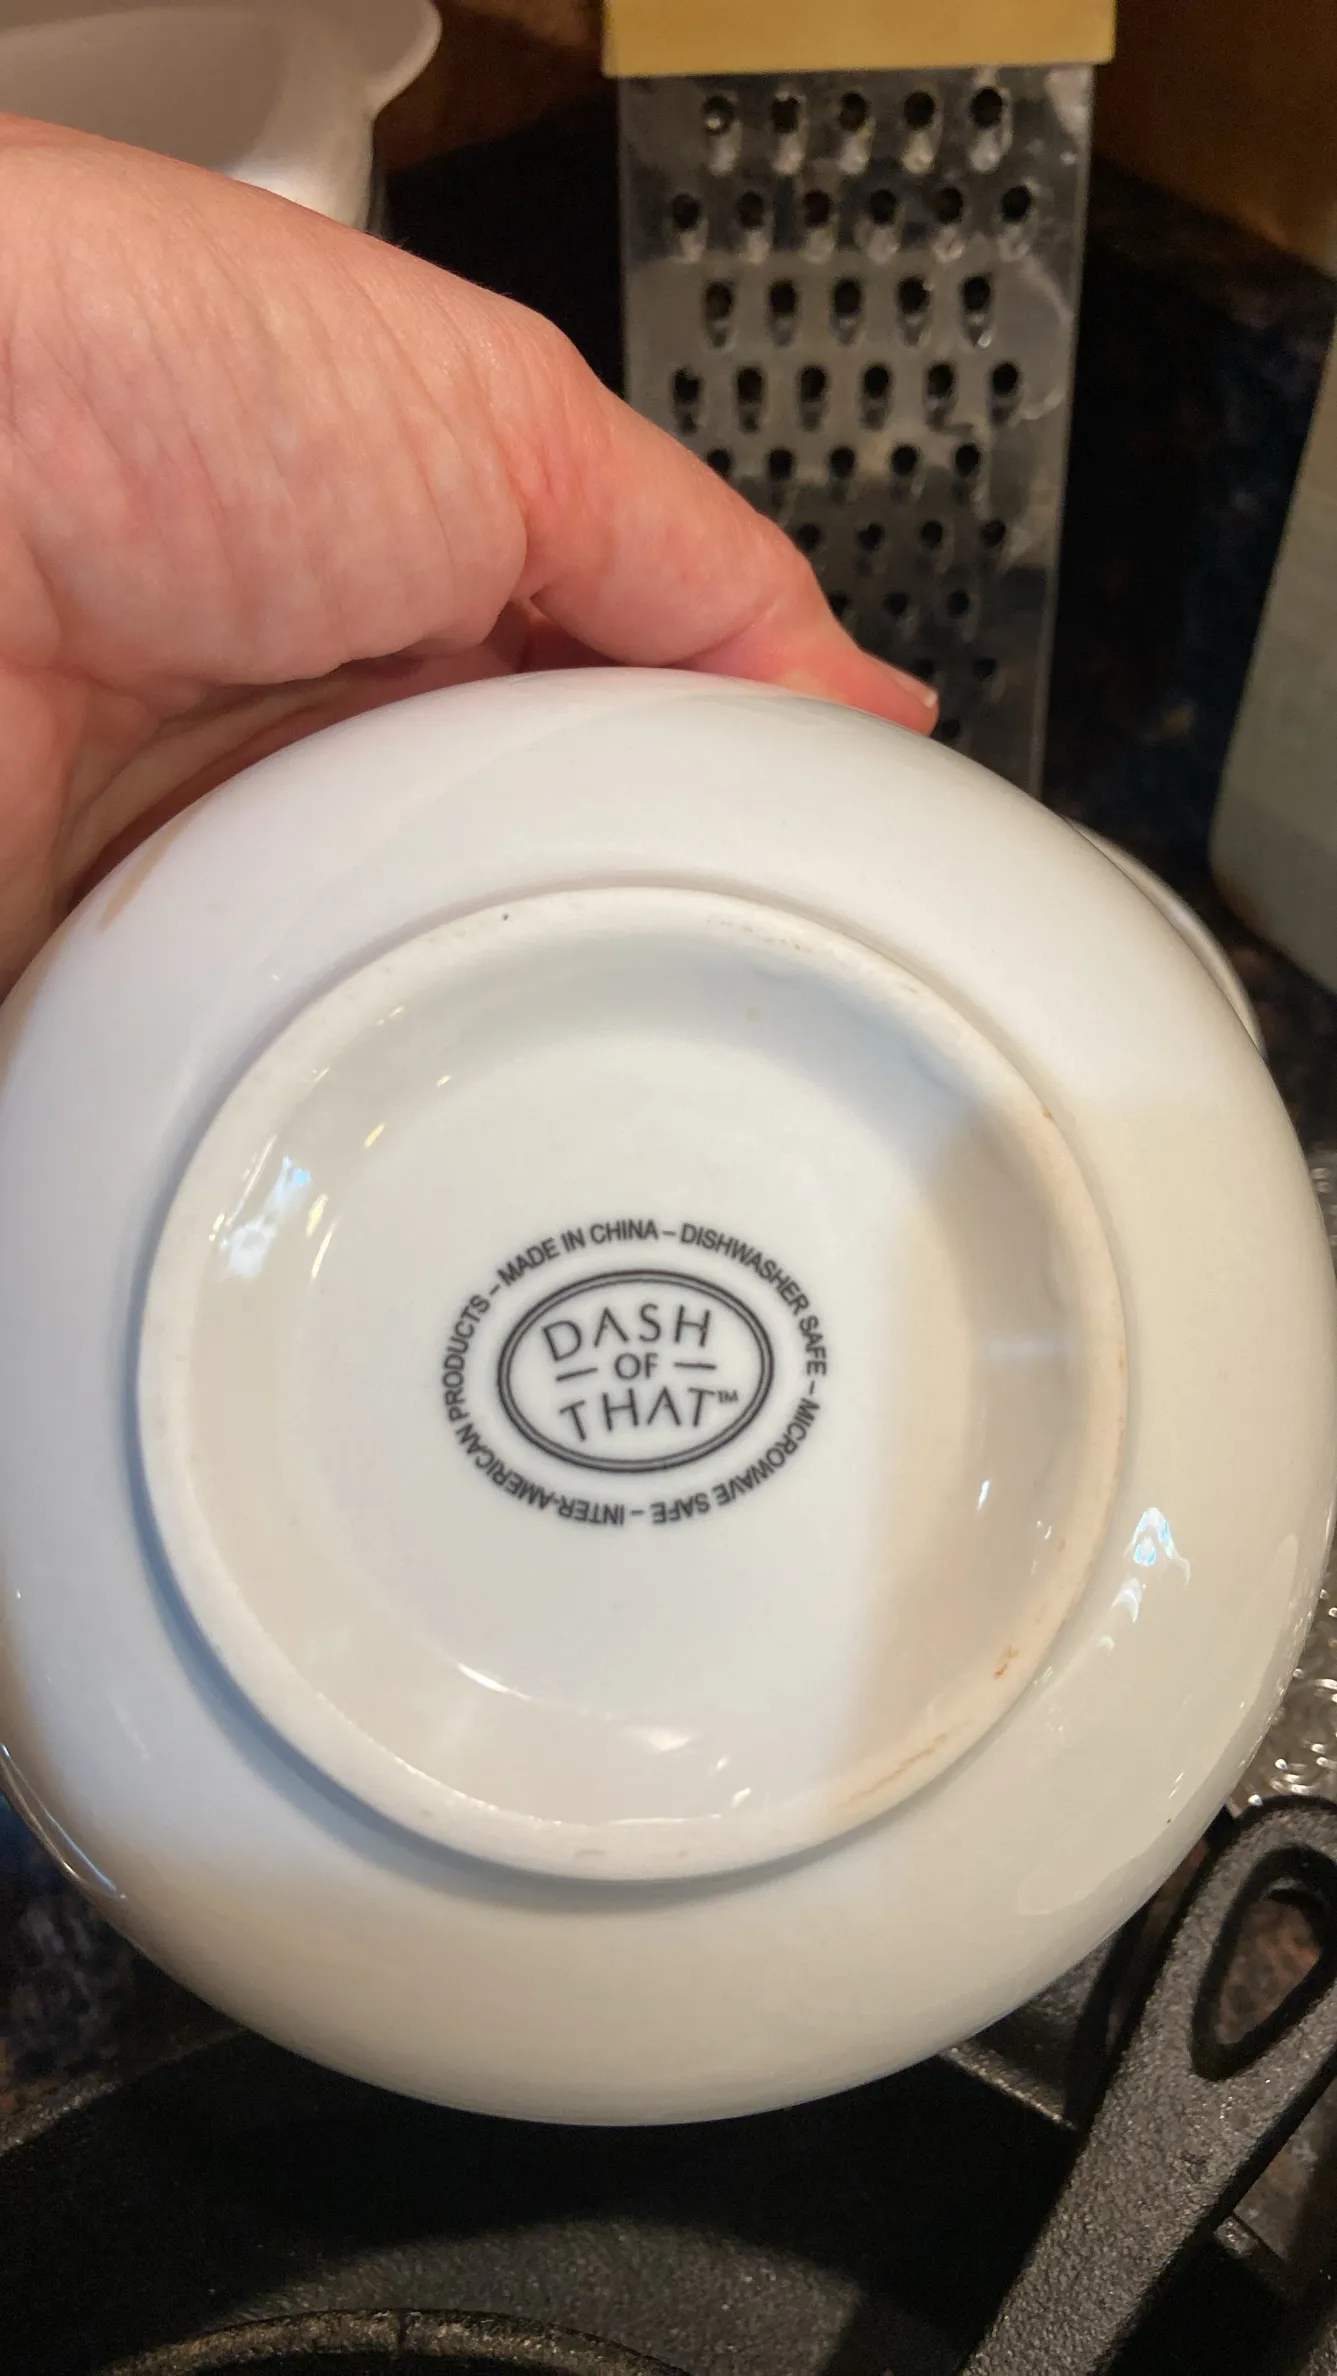 DASH
— OF —
THAT™
INTER-AMERICAN PRODUCTS – MADE IN CHINA – DISHWASHER SAFE – MICROWAVE SAFE –